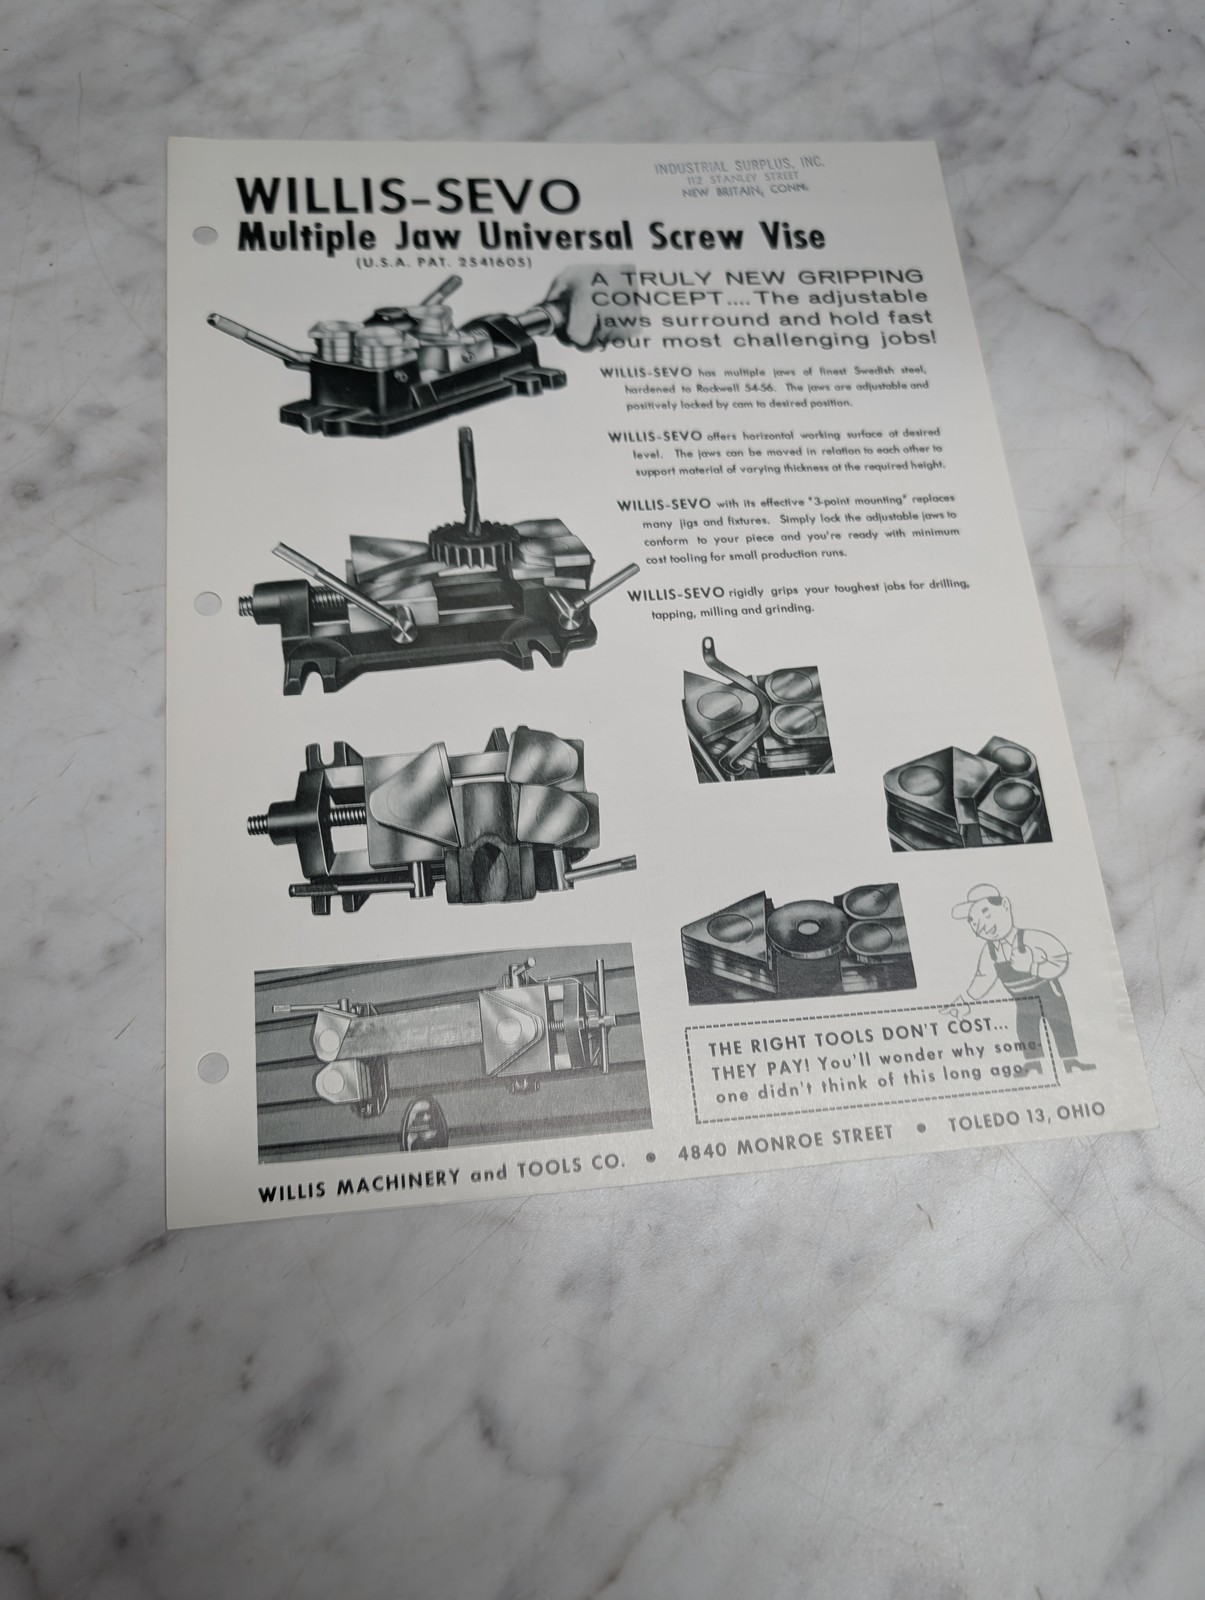 INDUSTRIAL SURPLUS, INC.
112 STANLEY STREET
NEW BRITAIN, CONN.
WILLIS-SEVO
Multiple Jaw Universal Screw Vise
(U.S.A. PAT. 2541605)
A TRULY NEW GRIPPING
CONCEPT.... The adjustable
jaws surround and hold fast
your most challenging jobs!
WILLIS-SEVO has multiple jaws of finest Swedish steel,
hardened to Rockwell 54-56. The jaws are adjustable and
positively locked by cam to desired position.
WILLIS-SEVO offers horizontal working surface at desired
level. The jaws can be moved in relation to each other to
support material of varying thickness at the required height.
WILLIS-SEVO with its effective "3-point mounting" replaces
many jigs and fixtures. Simply lock the adjustable jaws to
conform to your piece and you're ready with minimum
cost tooling for small production runs.
WILLIS-SEVO rigidly grips your toughest jobs for drilling,
tapping, milling and grinding.
THE RIGHT TOOLS DON'T COST...
THEY PAY! You'll wonder why some-
one didn't think of this long ago.
WILLIS MACHINERY and TOOLS CO. • 4840 MONROE STREET • TOLEDO 13, OHIO